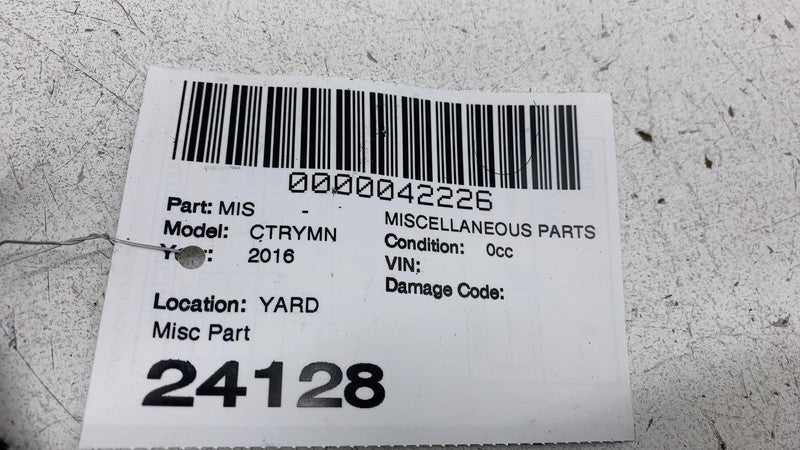 0000042226
Part: MIS -
MISCELLANEOUS PARTS
Model: CTRYMN
Condition: 0cc
2016
VIN:
Damage Code:
Location: YARD
Misc Part
24128